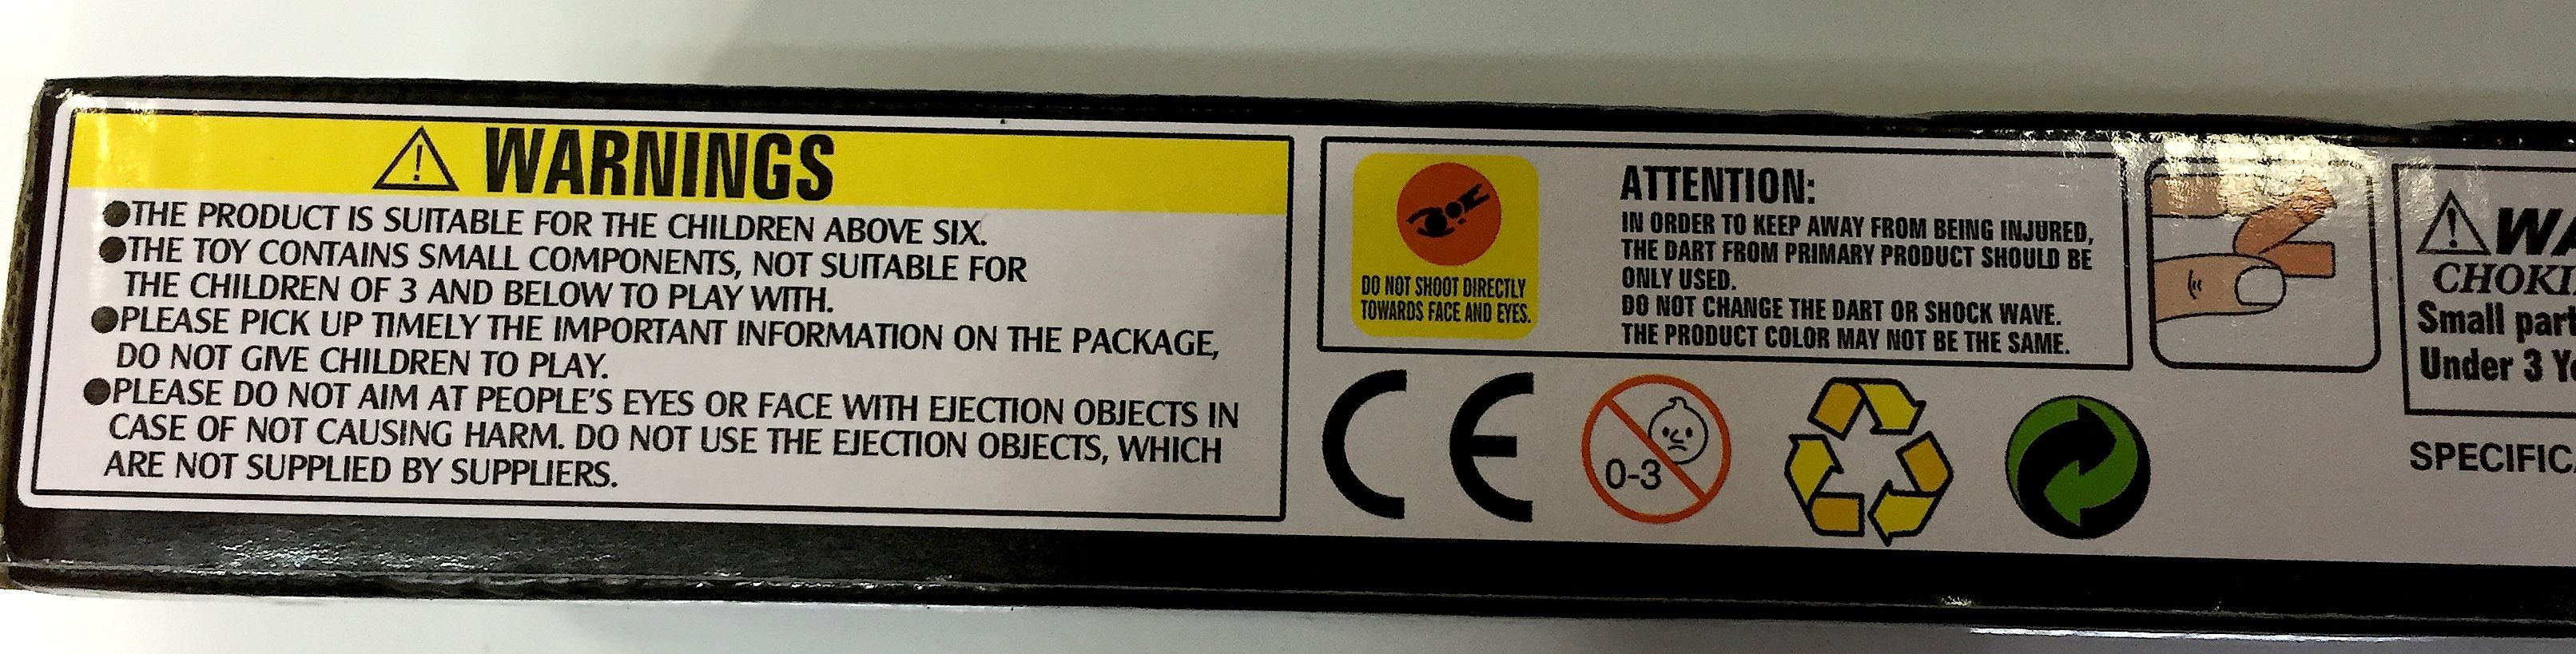 WARNINGS
●THE PRODUCT IS SUITABLE FOR THE CHILDREN ABOVE SIX.
●THE TOY CONTAINS SMALL COMPONENTS, NOT SUITABLE FOR
THE CHILDREN OF 3 AND BELOW TO PLAY WITH.
●PLEASE PICK UP TIMELY THE IMPORTANT INFORMATION ON THE PACKAGE,
DO NOT GIVE CHILDREN TO PLAY.
●PLEASE DO NOT AIM AT PEOPLE'S EYES OR FACE WITH EJECTION OBJECTS IN
CASE OF NOT CAUSING HARM. DO NOT USE THE EJECTION OBJECTS, WHICH
ARE NOT SUPPLIED BY SUPPLIERS.
DO NOT SHOOT DIRECTLY
TOWARDS FACE AND EYES.
ATTENTION:
IN ORDER TO KEEP AWAY FROM BEING INJURED,
THE DART FROM PRIMARY PRODUCT SHOULD BE
ONLY USED.
DO NOT CHANGE THE DART OR SHOCK WAVE.
THE PRODUCT COLOR MAY NOT BE THE SAME.
CE
0-3
WA
CHOKI
Small part
Under 3 Ye
SPECIFIC